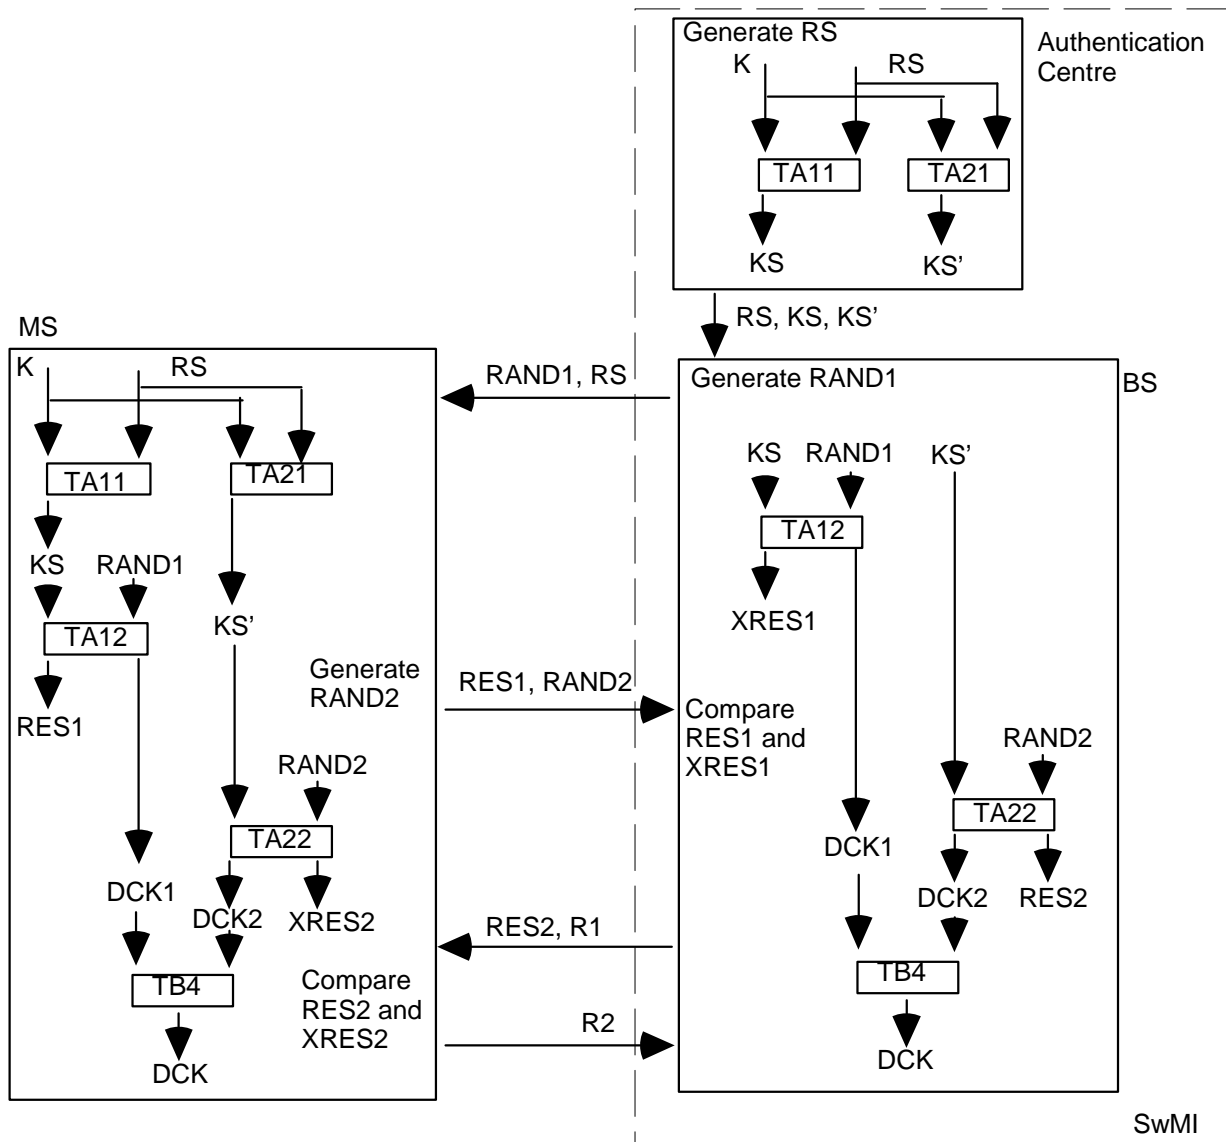 Generate RS
Authentication
Centre
K
RS
TA11
TA21
KS
KS’
RS, KS, KS’
MS
K
RS
TA11
TA21
KS
RAND1
TA12
KS’
RES1
Generate
RAND2
RAND2
TA22
DCK1
DCK2
XRES2
TB4
Compare
RES2 and
XRES2
DCK
RAND1, RS
RES1, RAND2
RES2, R1
R2
Generate RAND1
BS
KS
RAND1
KS’
TA12
XRES1
Compare
RES1 and
XRES1
RAND2
TA22
DCK1
DCK2
RES2
TB4
DCK
SwMI